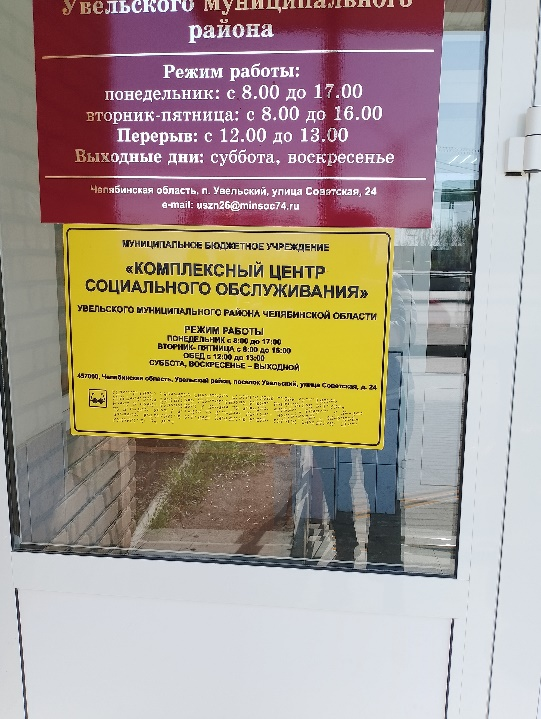 Увельского муниципального
района
Режим работы:
понедельник: с 8.00 до 17.00
вторник-пятница: с 8.00 до 16.00
Перерыв: с 12.00 до 13.00
Выходные дни: суббота, воскресенье
Челябинская область, п. Увельский, улица Советская, 24
e-mail: uszn26@minsoc74.ru
МУНИЦИПАЛЬНОЕ БЮДЖЕТНОЕ УЧРЕЖДЕНИЕ
«КОМПЛЕКСНЫЙ ЦЕНТР
СОЦИАЛЬНОГО ОБСЛУЖИВАНИЯ»
УВЕЛЬСКОГО МУНИЦИПАЛЬНОГО РАЙОНА ЧЕЛЯБИНСКОЙ ОБЛАСТИ
РЕЖИМ РАБОТЫ
ПОНЕДЕЛЬНИК с 8:00 до 17:00
ВТОРНИК- ПЯТНИЦА с 8:00 до 16:00
ОБЕД с 12:00 до 13:00
СУББОТА, ВОСКРЕСЕНЬЕ – ВЫХОДНОЙ
457000, Челябинская область, Увельский район, поселок Увельский, улица Советская, д. 24